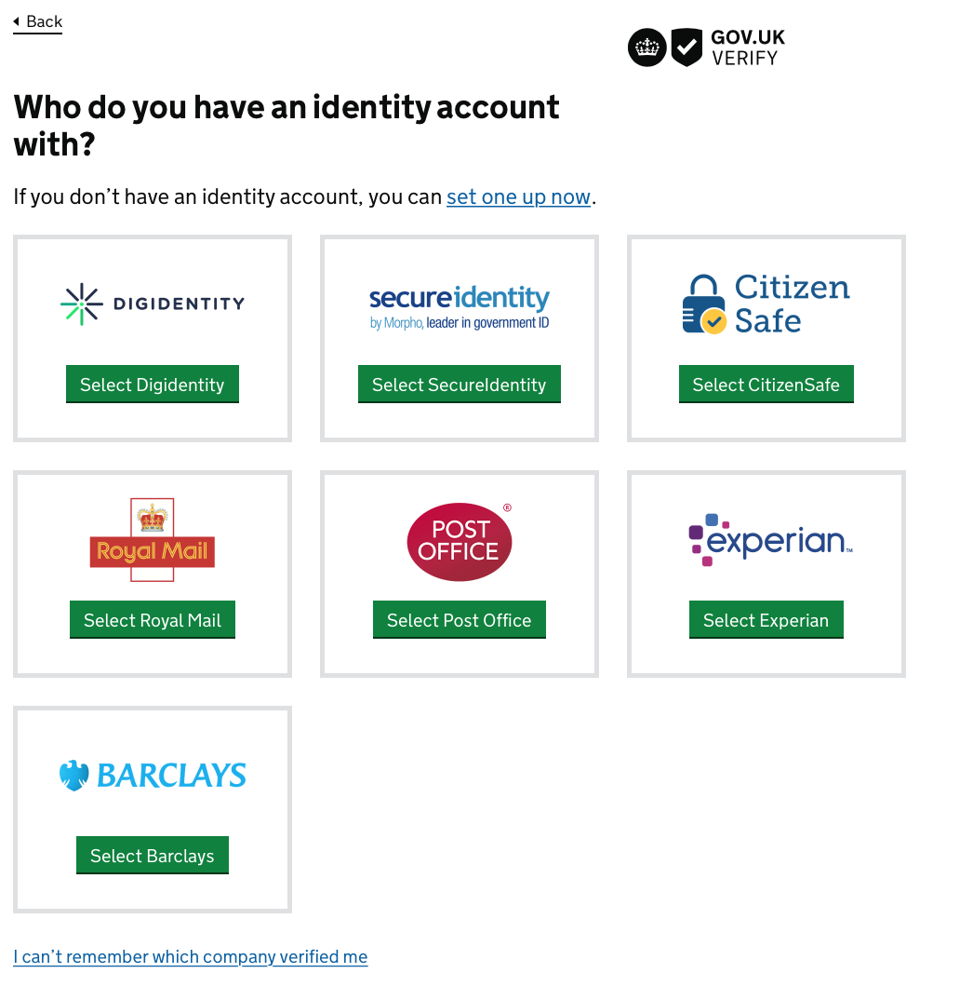 Back
GOV.UK
VERIFY
Who do you have an identity account
with?
If you don’t have an identity account, you can set one up now.
DIGIDENTITY
Select Digidentity
secureidentity
by Morpho, leader in government ID
Select SecureIdentity
Citizen
Safe
Select CitizenSafe
Royal Mail
Select Royal Mail
POST
OFFICE
®
Select Post Office
experian™
Select Experian
BARCLAYS
Select Barclays
I can’t remember which company verified me